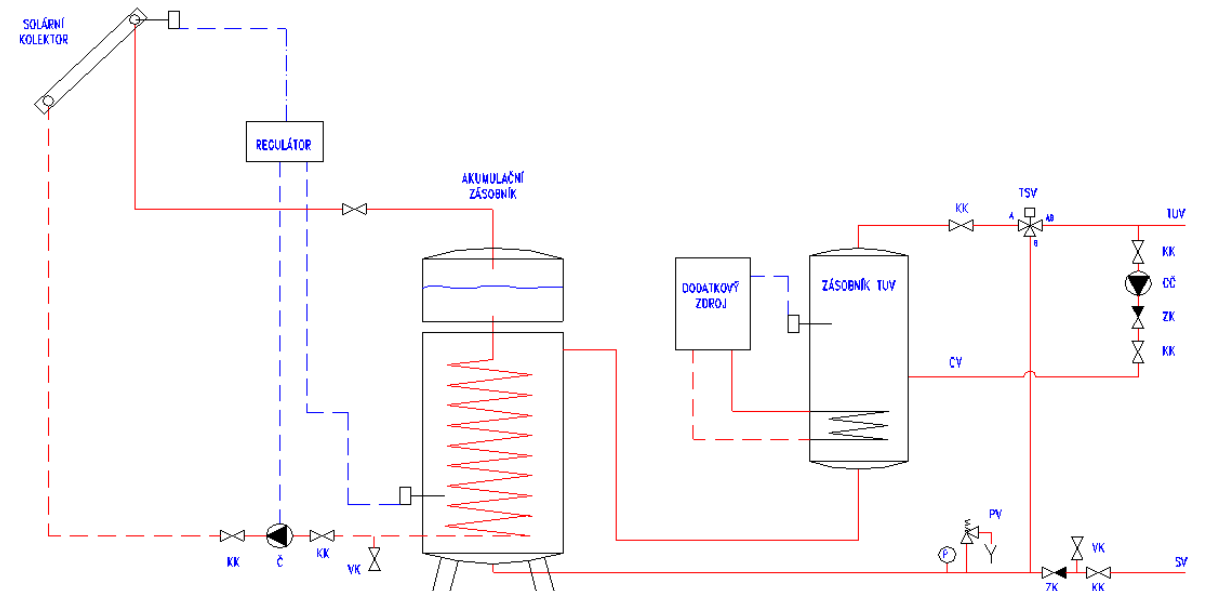 SOLÁRNÍ
KOLEKTOR
REGULÁTOR
AKUMULAČNÍ
ZÁSOBNÍK
KK
TSV
A
AB
B
TUV
KK
DODATKOVÝ
ZDROJ
ZÁSOBNÍK TUV
CČ
ZK
KK
CV
KK
Č
KK
VK
P
PV
VK
SV
ZK
KK